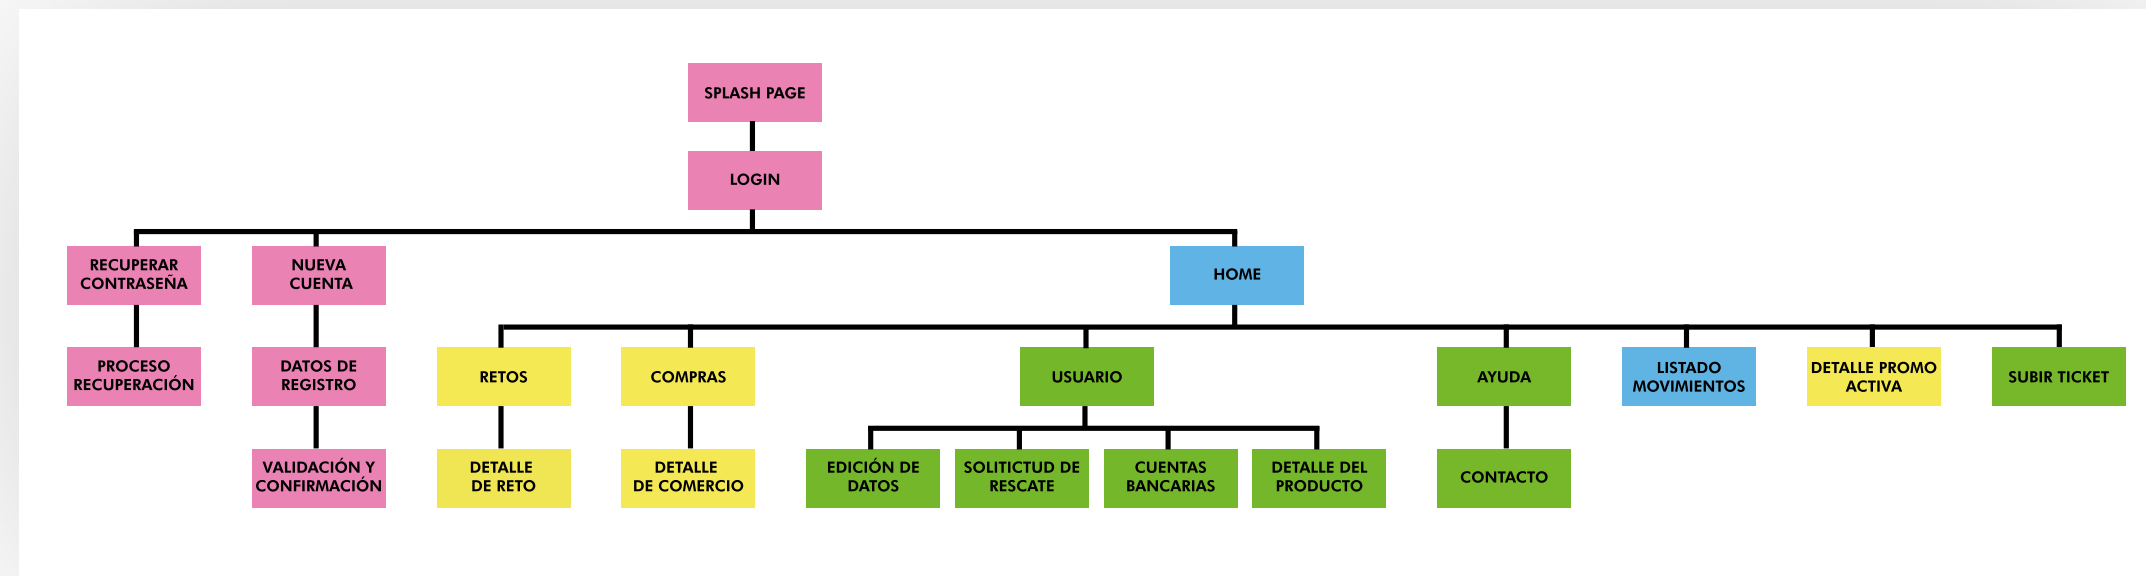 SPLASH PAGE
LOGIN
RECUPERAR
CONTRASEÑA
NUEVA
CUENTA
HOME
PROCESO
RECUPERACIÓN
DATOS DE
REGISTRO
RETOS
COMPRAS
USUARIO
AYUDA
LISTADO
MOVIMIENTOS
DETALLE PROMO
ACTIVA
SUBIR TICKET
VALIDACIÓN Y
CONFIRMACIÓN
DETALLE
DE RETO
DETALLE
DE COMERCIO
EDICIÓN DE
DATOS
SOLITICTUD DE
RESCATE
CUENTAS
BANCARIAS
DETALLE DEL
PRODUCTO
CONTACTO